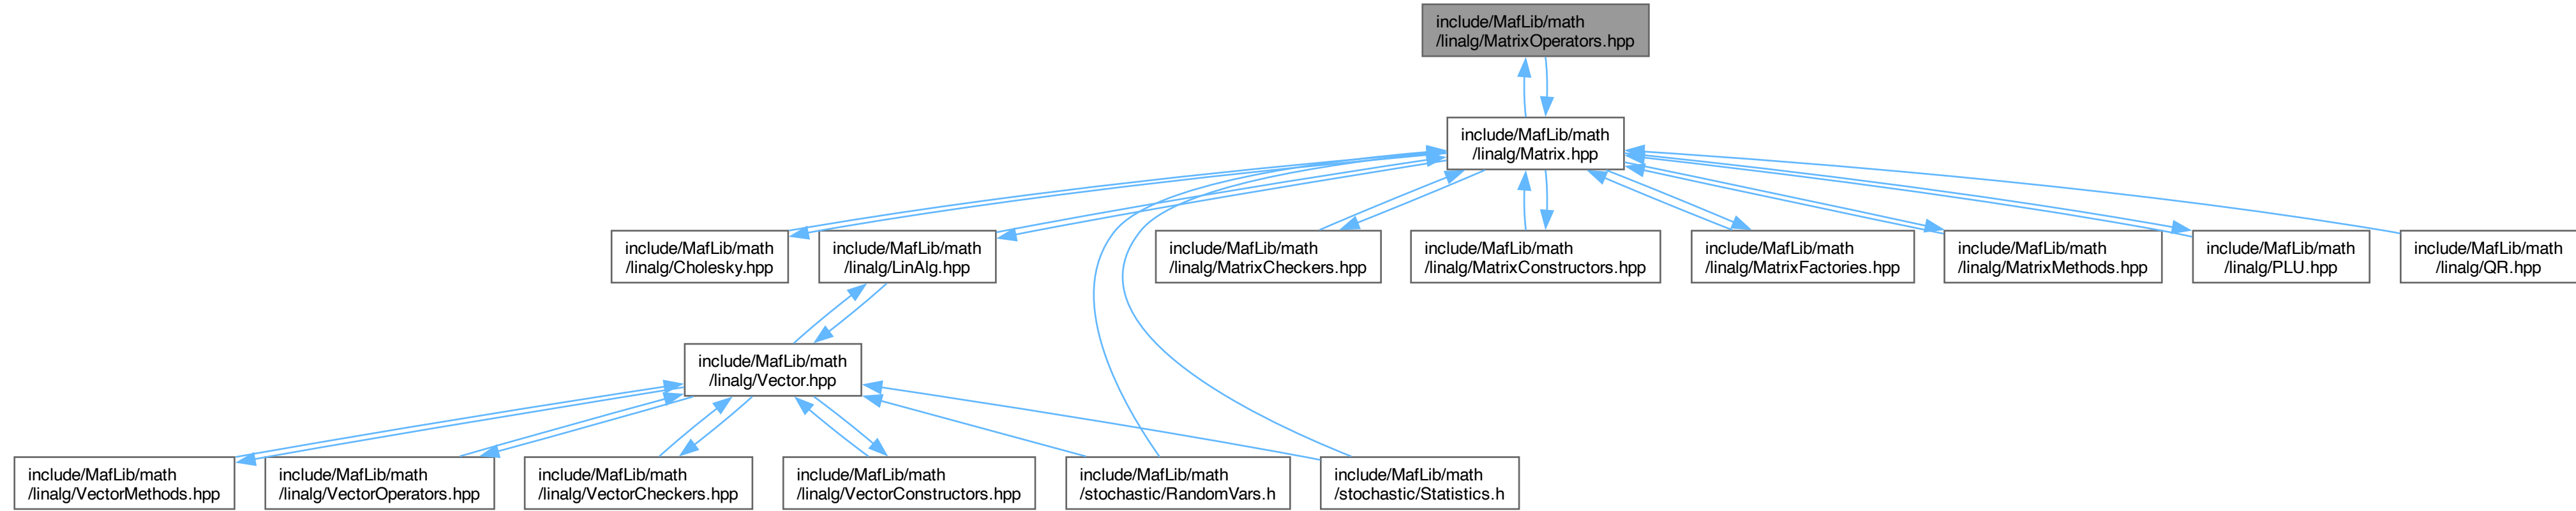 include/MafLib/math
/linalg/MatrixOperators.hpp
include/MafLib/math
/linalg/Matrix.hpp
include/MafLib/math
/linalg/Cholesky.hpp
include/MafLib/math
/linalg/LinAlg.hpp
include/MafLib/math
/linalg/MatrixCheckers.hpp
include/MafLib/math
/linalg/MatrixConstructors.hpp
include/MafLib/math
/linalg/MatrixFactories.hpp
include/MafLib/math
/linalg/MatrixMethods.hpp
include/MafLib/math
/linalg/PLU.hpp
include/MafLib/math
/linalg/QR.hpp
include/MafLib/math
/linalg/Vector.hpp
include/MafLib/math
/linalg/VectorMethods.hpp
include/MafLib/math
/linalg/VectorOperators.hpp
include/MafLib/math
/linalg/VectorCheckers.hpp
include/MafLib/math
/linalg/VectorConstructors.hpp
include/MafLib/math
/stochastic/RandomVars.h
include/MafLib/math
/stochastic/Statistics.h